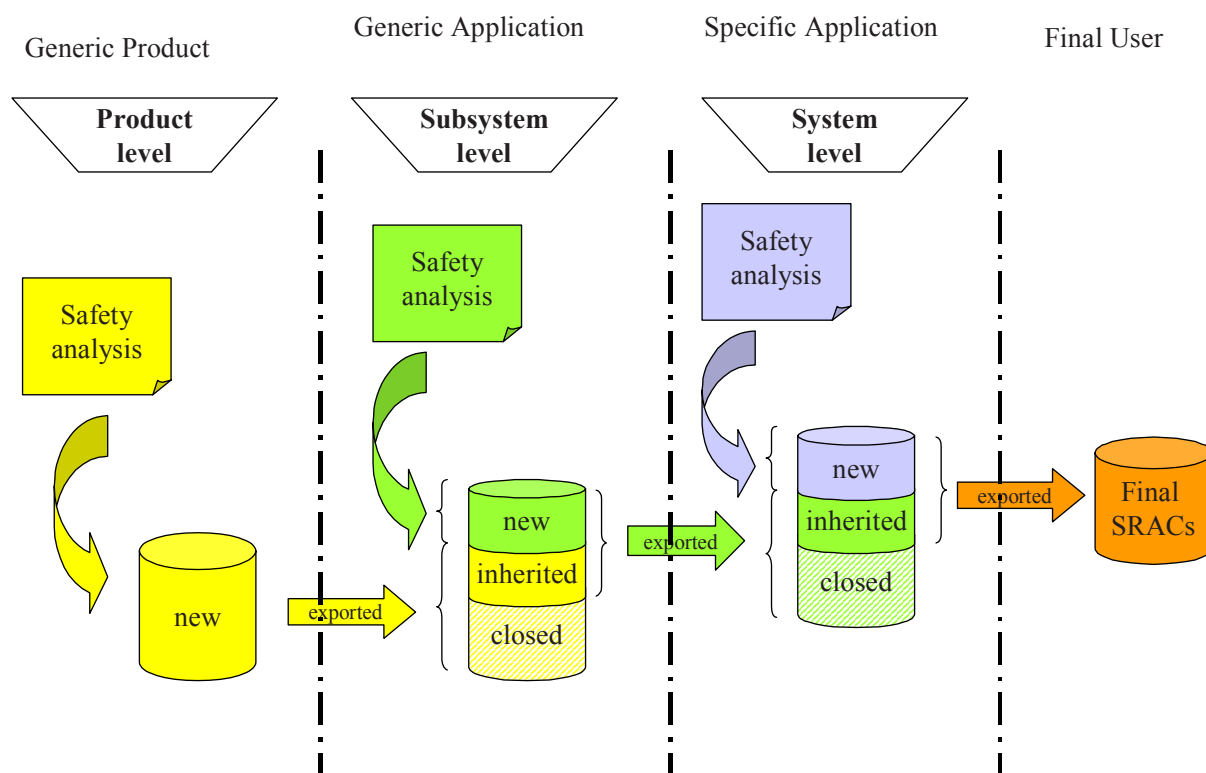 Generic Product
Generic Application
Specific Application
Final User
Product
level
Subsystem
level
System
level
Safety
analysis
Safety
analysis
Safety
analysis
new
exported
new
inherited
closed
exported
new
inherited
closed
exported
Final
SRACs